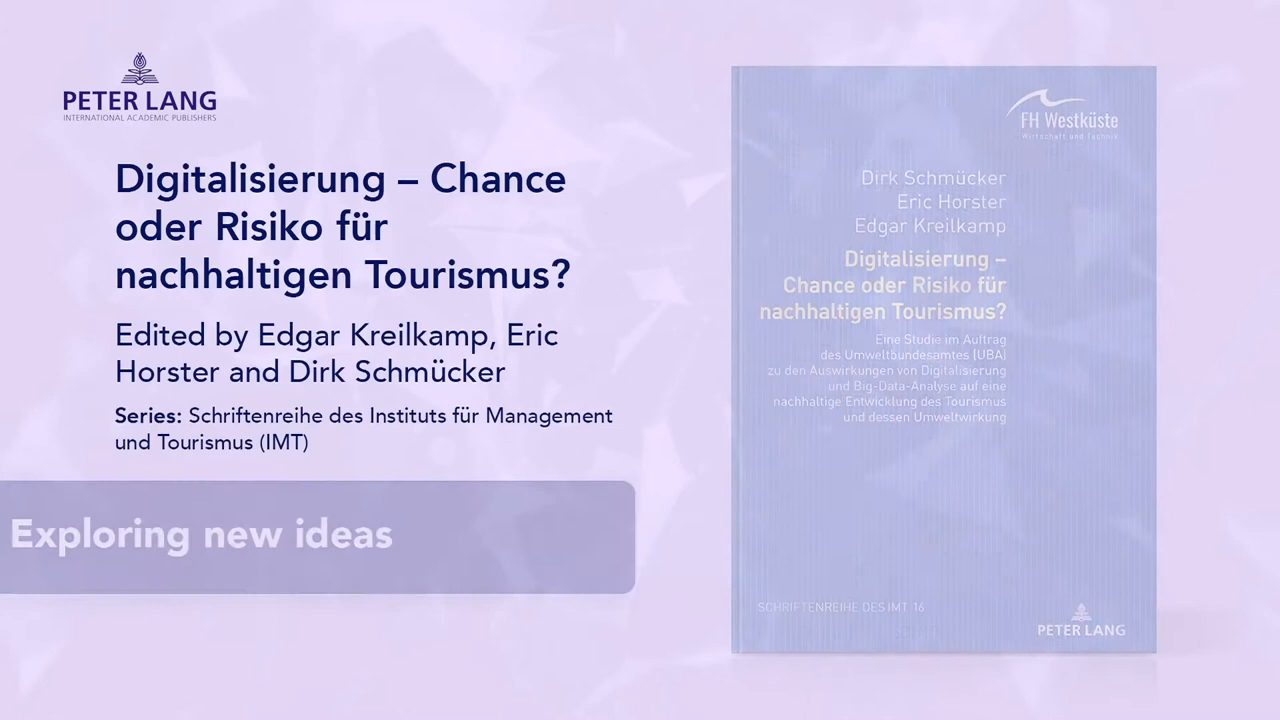 PETER LANG
INTERNATIONAL ACADEMIC PUBLISHERS
Digitalisierung – Chance
oder Risiko für
nachhaltigen Tourismus?
Edited by Edgar Kreilkamp, Eric
Horster and Dirk Schmücker
Series: Schriftenreihe des Instituts für Management
und Tourismus (IMT)
Exploring new ideas
FH Westküste
Wirtschaft und Technik
Dirk Schmücker
Eric Horster
Edgar Kreilkamp
Digitalisierung –
Chance oder Risiko für
nachhaltigen Tourismus?
Eine Studie im Auftrag
des Umweltbundesamtes (UBA)
zu den Auswirkungen von Digitalisierung
und Big-Data-Analyse auf eine
nachhaltige Entwicklung des Tourismus
und dessen Umweltwirkung
SCHRIFTENREIHE DES IMT 16
PETER LANG